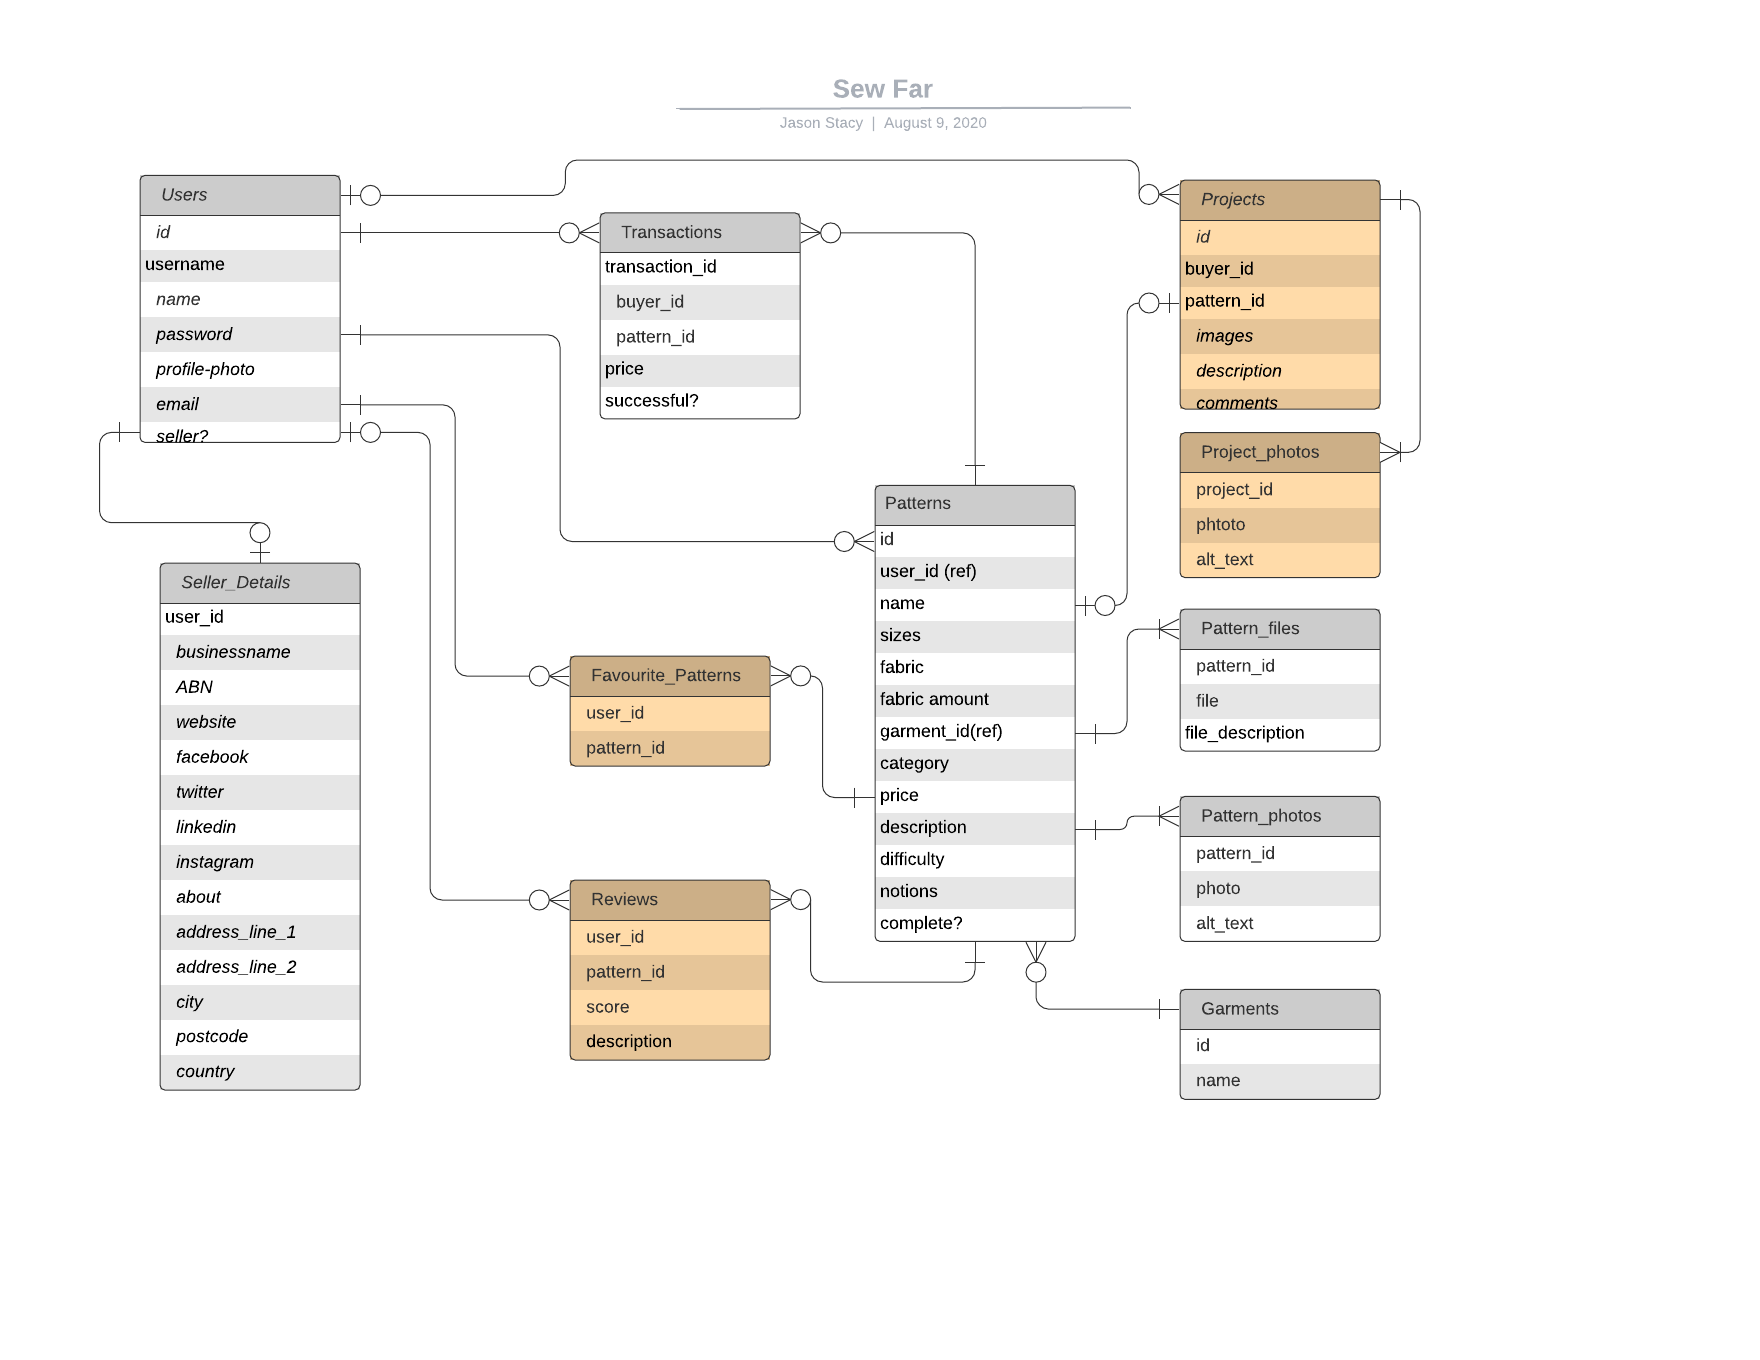 Sew Far
Jason Stacy | August 9, 2020
Users
id
username
name
password
profile-photo
email
seller?
Seller_Details
user_id
businessname
ABN
website
facebook
twitter
linkedin
instagram
about
address_line_1
address_line_2
city
postcode
country
Transactions
transaction_id
buyer_id
pattern_id
price
successful?
Favourite_Patterns
user_id
pattern_id
Reviews
user_id
pattern_id
score
description
Patterns
id
user_id (ref)
name
sizes
fabric
fabric amount
garment_id(ref)
category
price
description
difficulty
notions
complete?
Projects
id
buyer_id
pattern_id
images
description
comments
Project_photos
project_id
phtoto
alt_text
Pattern_files
pattern_id
file
file_description
Pattern_photos
pattern_id
photo
alt_text
Garments
id
name